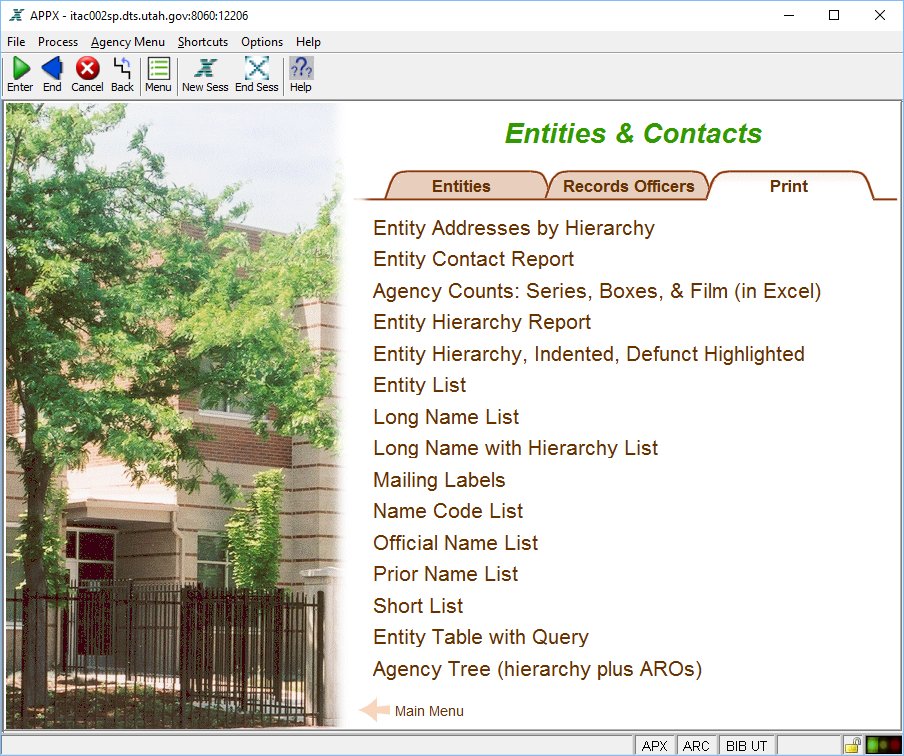 APPX - itac002sp.dts.utah.gov:8060:12206
File Process Agency Menu Shortcuts Options Help
Enter End Cancel Back Menu New Sess End Sess Help
Entities & Contacts
Entities Records Officers Print
Entity Addresses by Hierarchy
Entity Contact Report
Agency Counts: Series, Boxes, & Film (in Excel)
Entity Hierarchy Report
Entity Hierarchy, Indented, Defunct Highlighted
Entity List
Long Name List
Long Name with Hierarchy List
Mailing Labels
Name Code List
Official Name List
Prior Name List
Short List
Entity Table with Query
Agency Tree (hierarchy plus AROs)
Main Menu
APX ARC BIB UT